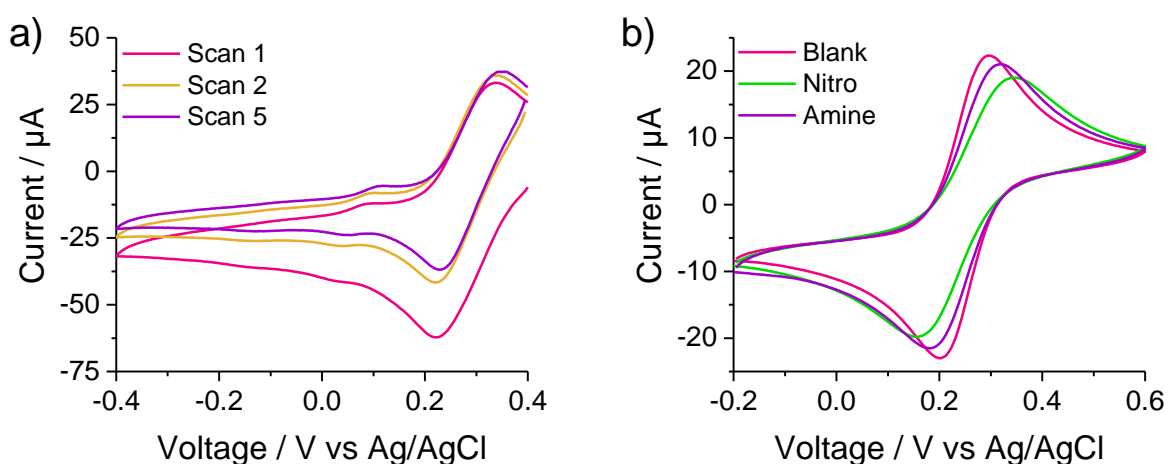 a)
Scan 1
Scan 2
Scan 5
50
25
0
-25
-50
-75
Current / µA
-0.4
-0.2
0.0
0.2
0.4
Voltage / V vs Ag/AgCl
b)
Blank
Nitro
Amine
20
10
0
-10
-20
Current / µA
-0.2
0.0
0.2
0.4
0.6
Voltage / V vs Ag/AgCl